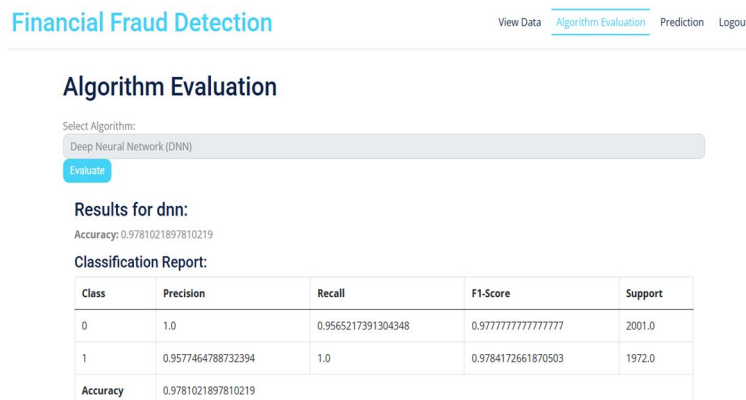 Financial Fraud Detection
View Data Algorithm Evaluation Prediction Logou
Algorithm Evaluation
Select Algorithm:
Deep Neural Network (DNN)
Evaluate
Results for dnn:
Accuracy: 0.9781021897810219
Classification Report:
Class Precision Recall F1-Score Support
0 1.0 0.9565217391304348 0.9777777777777777 2001.0
1 0.9577464788732394 1.0 0.9784172661870503 1972.0
Accuracy 0.9781021897810219